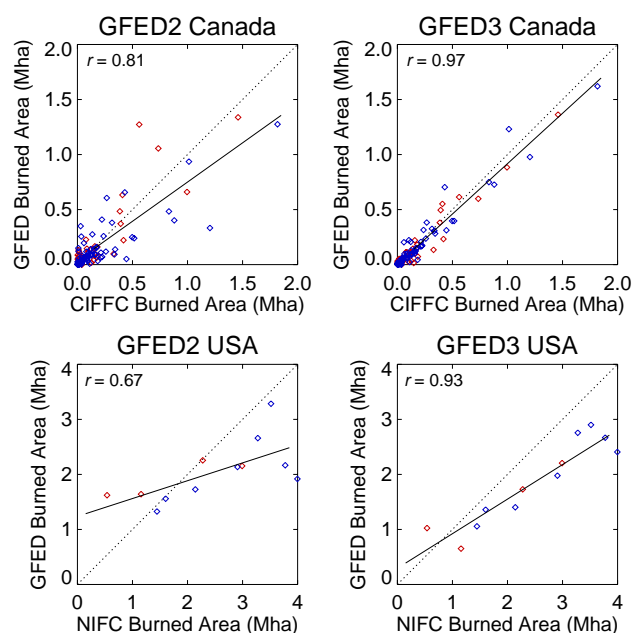 GFED2 Canada
GFED3 Canada
r = 0.81
r = 0.97
GFED Burned Area (Mha)
2.0
1.5
1.0
0.5
0.0
0.0 0.5 1.0 1.5 2.0
CIFFC Burned Area (Mha)
GFED Burned Area (Mha)
2.0
1.5
1.0
0.5
0.0
0.0 0.5 1.0 1.5 2.0
CIFFC Burned Area (Mha)
GFED2 USA
GFED3 USA
r = 0.67
r = 0.93
GFED Burned Area (Mha)
4
3
2
1
0
0 1 2 3 4
NIFC Burned Area (Mha)
GFED Burned Area (Mha)
4
3
2
1
0
0 1 2 3 4
NIFC Burned Area (Mha)